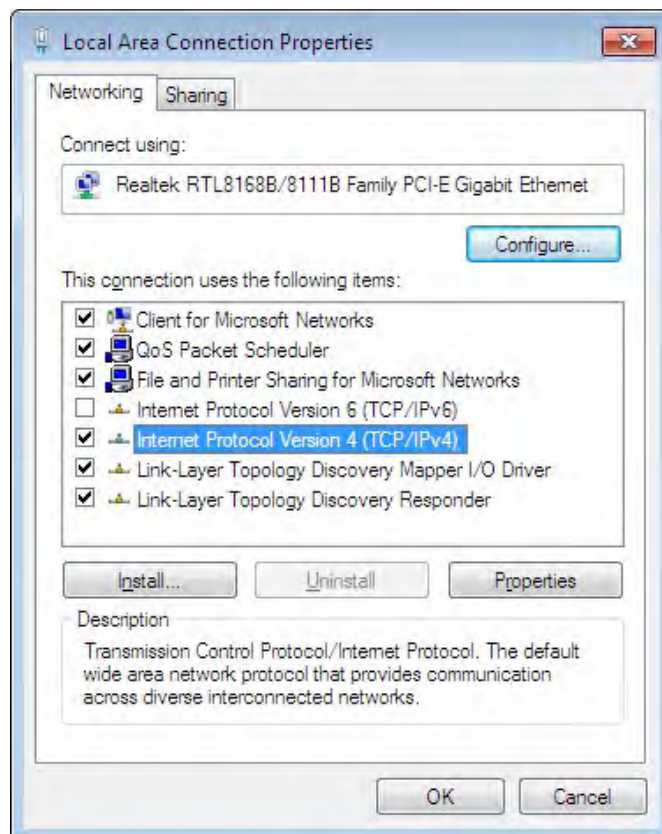 Local Area Connection Properties
Networking
Sharing
Connect using:
Realtek RTL8168B/8111B Family PCI-E Gigabit Ethernet
Configure...
This connection uses the following items:
Client for Microsoft Networks
QoS Packet Scheduler
File and Printer Sharing for Microsoft Networks
Internet Protocol Version 6 (TCP/IPv6)
Internet Protocol Version 4 (TCP/IPv4)
Link-Layer Topology Discovery Mapper I/O Driver
Link-Layer Topology Discovery Responder
Install...
Uninstall
Properties
Description
Transmission Control Protocol/Internet Protocol. The default
wide area network protocol that provides communication
across diverse interconnected networks.
OK
Cancel